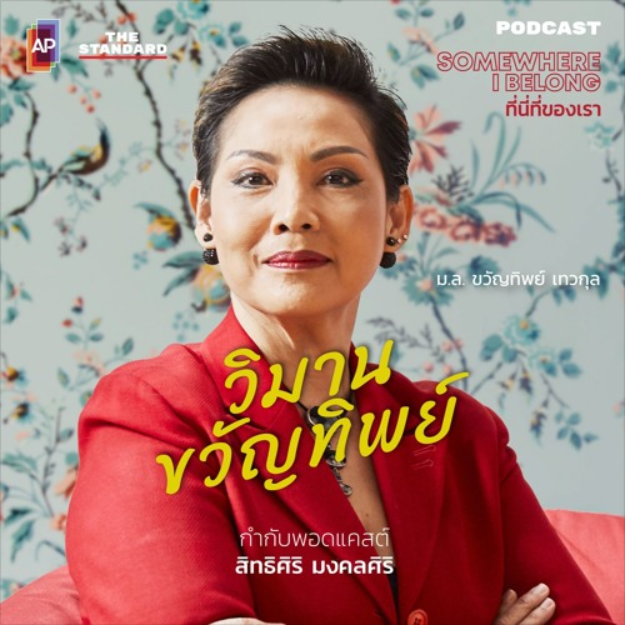 AP
THE
STANDARD
PODCAST
SOMEWHERE
I BELONG
ที่นี่ที่ของเรา
ม.ล. ขวัญทิพย์ เทวกุล
วิมาน
ขวัญทิพย์
กำกับพอดแคสต์
สิทธิศิริ มงคลศิริ